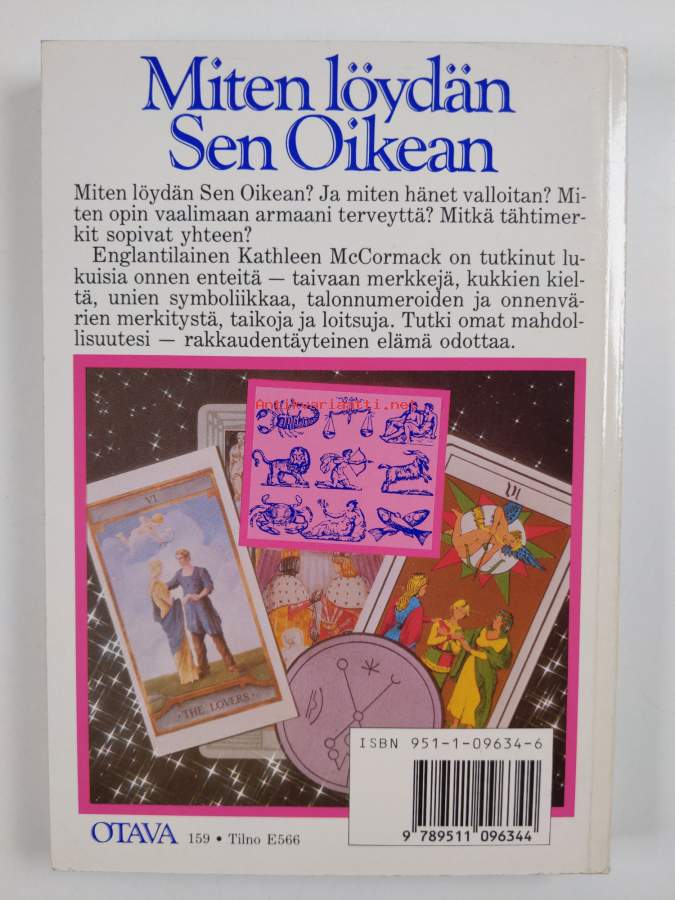 Miten löydän
Sen Oikean
Miten löydän Sen Oikean? Ja miten hänet valloitan? Mi-
ten opin vaalimaan armaani terveyttä? Mitkä tähtimer-
kit sopivat yhteen?
Englantilainen Kathleen McCormack on tutkinut lu-
kuisia onnen enteitä — taivaan merkkejä, kukkien kiel-
tä, unien symboliikkaa, talonnumeroiden ja onnenvä-
rien merkitystä, taikoja ja loitsuja. Tutki omat mahdol-
lisuutesi — rakkaudentäyteinen elämä odottaa.
Antikvariaatti.net
VI
VI
· THE LOVERS ·
ISBN 951-1-09634-6
9 789511 096344
OTAVA 159 • Tilno E566